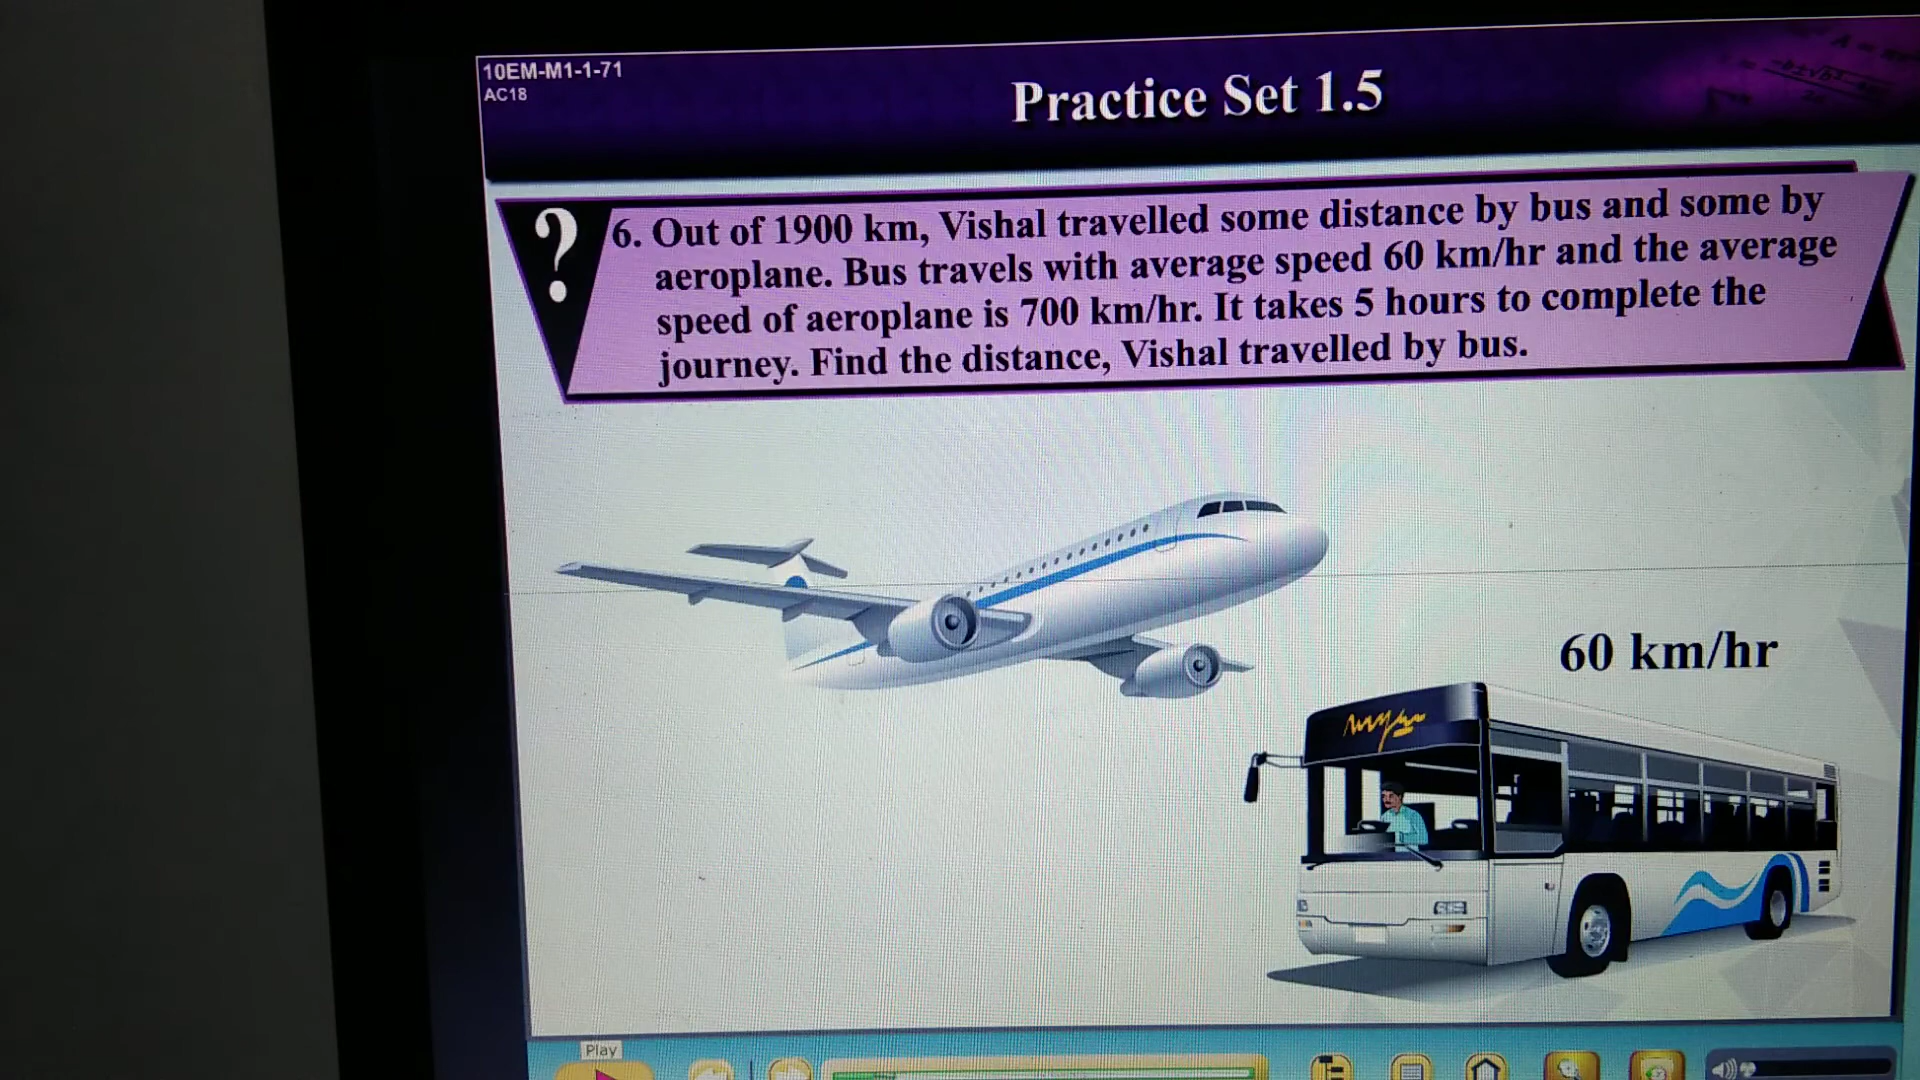 10EM-M1-1-71
AC18
Practice Set 1.5
?
6. Out of 1900 km, Vishal travelled some distance by bus and some by
aeroplane. Bus travels with average speed 60 km/hr and the average
speed of aeroplane is 700 km/hr. It takes 5 hours to complete the
journey. Find the distance, Vishal travelled by bus.
60 km/hr
Play